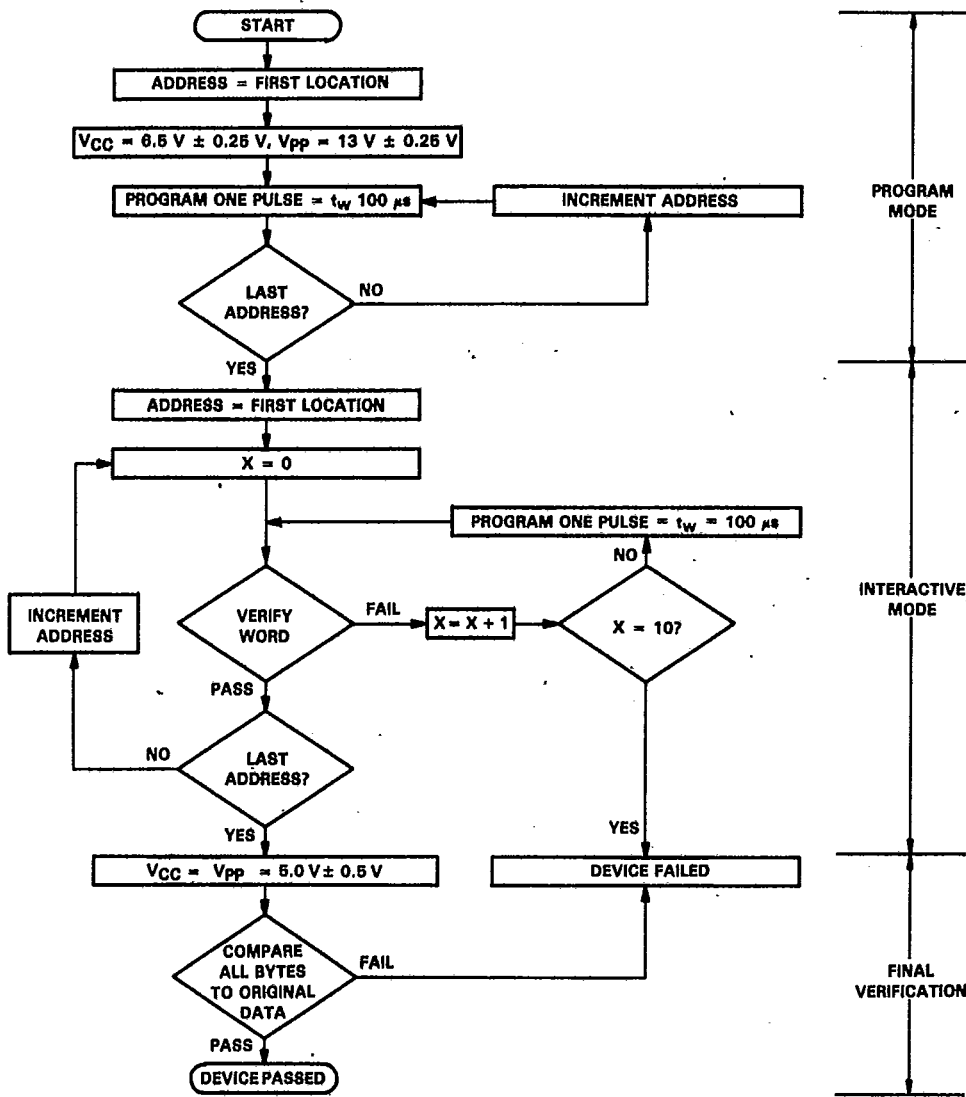 START
ADDRESS = FIRST LOCATION
VCC = 6.5 V ± 0.25 V, VPP = 13 V ± 0.25 V
PROGRAM ONE PULSE = tW 100 μs
INCREMENT ADDRESS
PROGRAM
MODE
LAST
ADDRESS?
NO
YES
ADDRESS = FIRST LOCATION
X = 0
PROGRAM ONE PULSE = tW = 100 μs
NO
INCREMENT
ADDRESS
VERIFY
WORD
FAIL
X = X + 1
X = 10?
INTERACTIVE
MODE
PASS
NO
LAST
ADDRESS?
YES
YES
VCC = VPP = 5.0 V ± 0.5 V
DEVICE FAILED
COMPARE
ALL BYTES
TO ORIGINAL
DATA
FAIL
FINAL
VERIFICATION
PASS
DEVICE PASSED